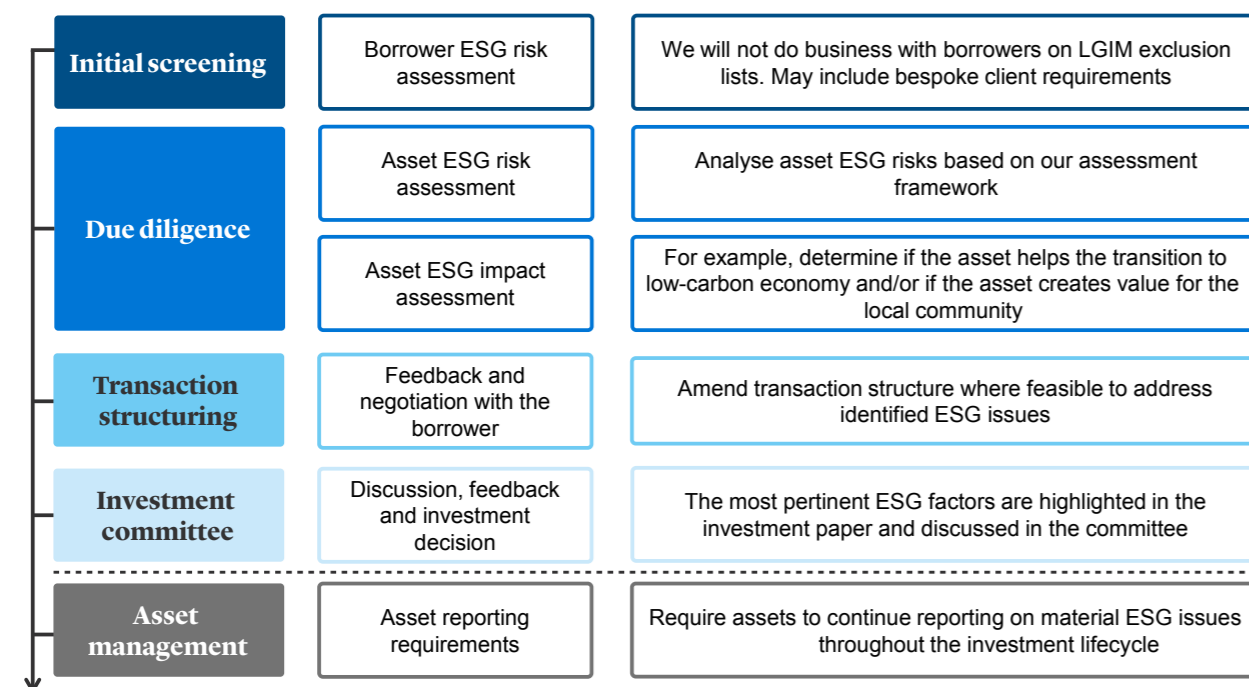 Initial screening
Borrower ESG risk
assessment
We will not do business with borrowers on LGIM exclusion
lists. May include bespoke client requirements
Due diligence
Asset ESG risk
assessment
Analyse asset ESG risks based on our assessment
framework
Asset ESG impact
assessment
For example, determine if the asset helps the transition to
low-carbon economy and/or if the asset creates value for the
local community
Transaction
structuring
Feedback and
negotiation with the
borrower
Amend transaction structure where feasible to address
identified ESG issues
Investment
committee
Discussion, feedback
and investment
decision
The most pertinent ESG factors are highlighted in the
investment paper and discussed in the committee
Asset
management
Asset reporting
requirements
Require assets to continue reporting on material ESG issues
throughout the investment lifecycle